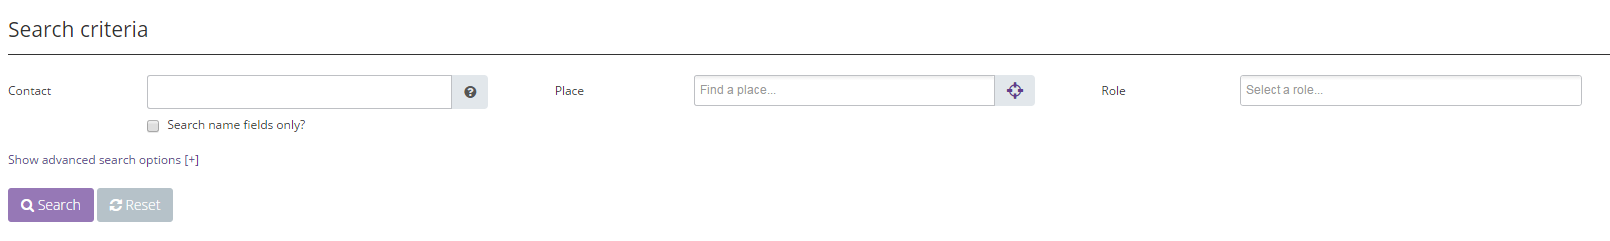 Search criteria
Contact
Place
Find a place...
Role
Select a role...
Search name fields only?
Show advanced search options [+]
Search
Reset